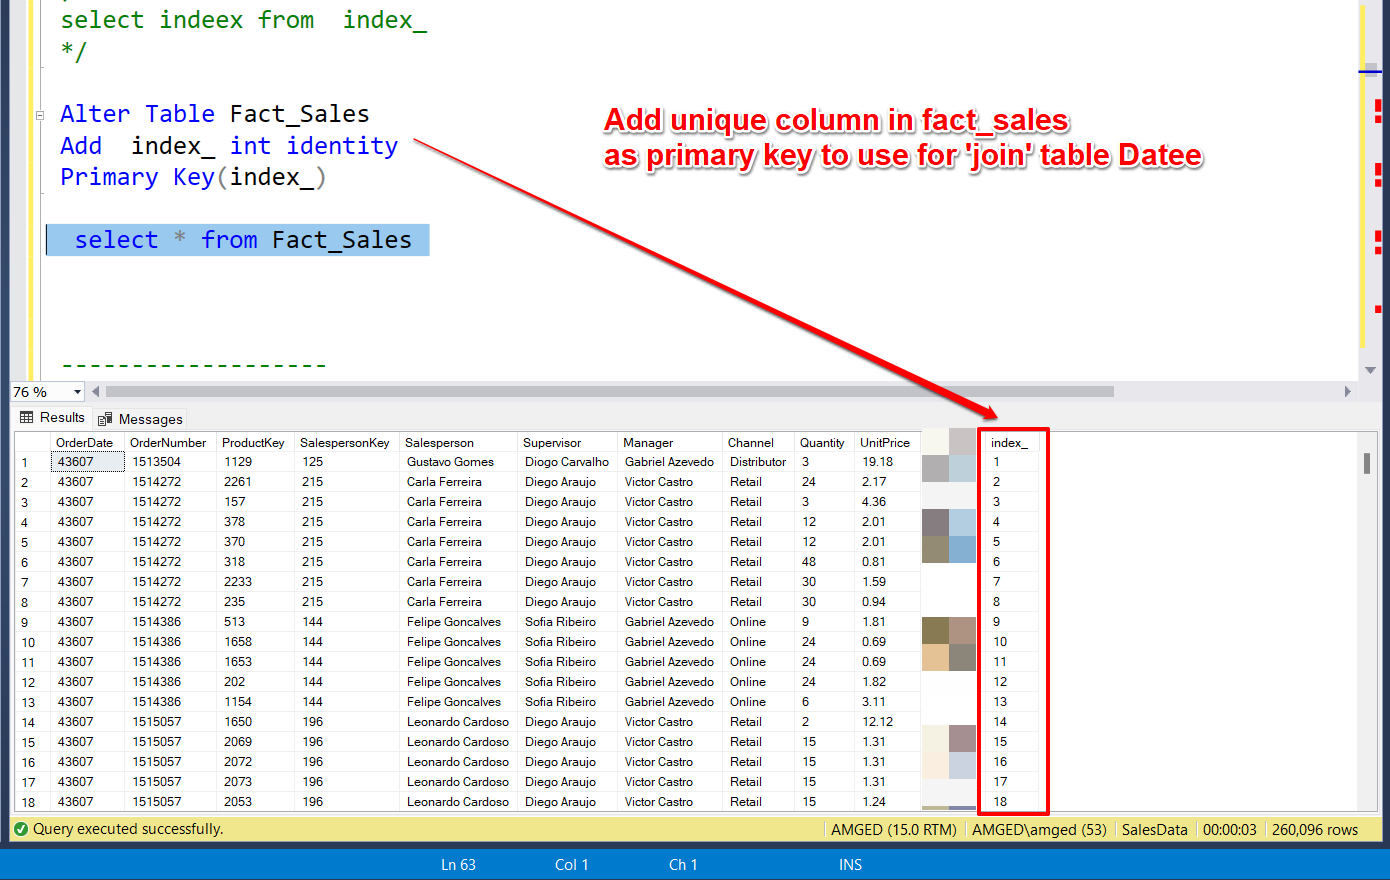 select indeex from  index_
*/
Alter Table Fact_Sales
Add  index_ int identity
Primary Key(index_)
Add unique column in fact_sales
as primary key to use for 'join' table Datee
select * from Fact_Sales
-------------------
76 %
Results Messages
OrderDate OrderNumber ProductKey SalespersonKey Salesperson Supervisor Manager Channel Quantity UnitPrice index_
1 43607 1513504 1129 125 Gustavo Gomes Diogo Carvalho Gabriel Azevedo Distributor 3 19.18 1
2 43607 1514272 2261 215 Carla Ferreira Diego Araujo Victor Castro Retail 24 2.17 2
3 43607 1514272 157 215 Carla Ferreira Diego Araujo Victor Castro Retail 3 4.36 3
4 43607 1514272 378 215 Carla Ferreira Diego Araujo Victor Castro Retail 12 2.01 4
5 43607 1514272 370 215 Carla Ferreira Diego Araujo Victor Castro Retail 12 2.01 5
6 43607 1514272 318 215 Carla Ferreira Diego Araujo Victor Castro Retail 48 0.81 6
7 43607 1514272 2233 215 Carla Ferreira Diego Araujo Victor Castro Retail 30 1.59 7
8 43607 1514272 235 215 Carla Ferreira Diego Araujo Victor Castro Retail 30 0.94 8
9 43607 1514386 513 144 Felipe Goncalves Sofia Ribeiro Gabriel Azevedo Online 9 1.81 9
10 43607 1514386 1658 144 Felipe Goncalves Sofia Ribeiro Gabriel Azevedo Online 24 0.69 10
11 43607 1514386 1653 144 Felipe Goncalves Sofia Ribeiro Gabriel Azevedo Online 24 0.69 11
12 43607 1514386 202 144 Felipe Goncalves Sofia Ribeiro Gabriel Azevedo Online 24 1.82 12
13 43607 1514386 1154 144 Felipe Goncalves Sofia Ribeiro Gabriel Azevedo Online 6 3.11 13
14 43607 1515057 1650 196 Leonardo Cardoso Diego Araujo Victor Castro Retail 2 12.12 14
15 43607 1515057 2069 196 Leonardo Cardoso Diego Araujo Victor Castro Retail 15 1.31 15
16 43607 1515057 2072 196 Leonardo Cardoso Diego Araujo Victor Castro Retail 15 1.31 16
17 43607 1515057 2073 196 Leonardo Cardoso Diego Araujo Victor Castro Retail 15 1.31 17
18 43607 1515057 2053 196 Leonardo Cardoso Diego Araujo Victor Castro Retail 15 1.24 18
Query executed successfully. AMGED (15.0 RTM) AMGED\amged (53) SalesData 00:00:03 260,096 rows
Ln 63 Col 1 Ch 1 INS